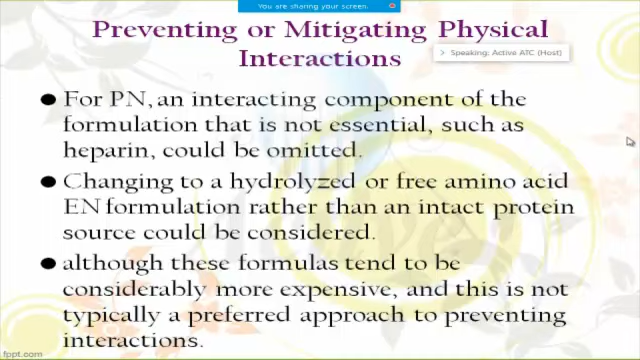 You are sharing your screen.
Preventing or Mitigating Physical
Interactions
Speaking: Active ATC (Host)
● For PN, an interacting component of the
formulation that is not essential, such as
heparin, could be omitted.
● Changing to a hydrolyzed or free amino acid
EN formulation rather than an intact protein
source could be considered.
● although these formulas tend to be
considerably more expensive, and this is not
typically a preferred approach to preventing
interactions.
fppt.com